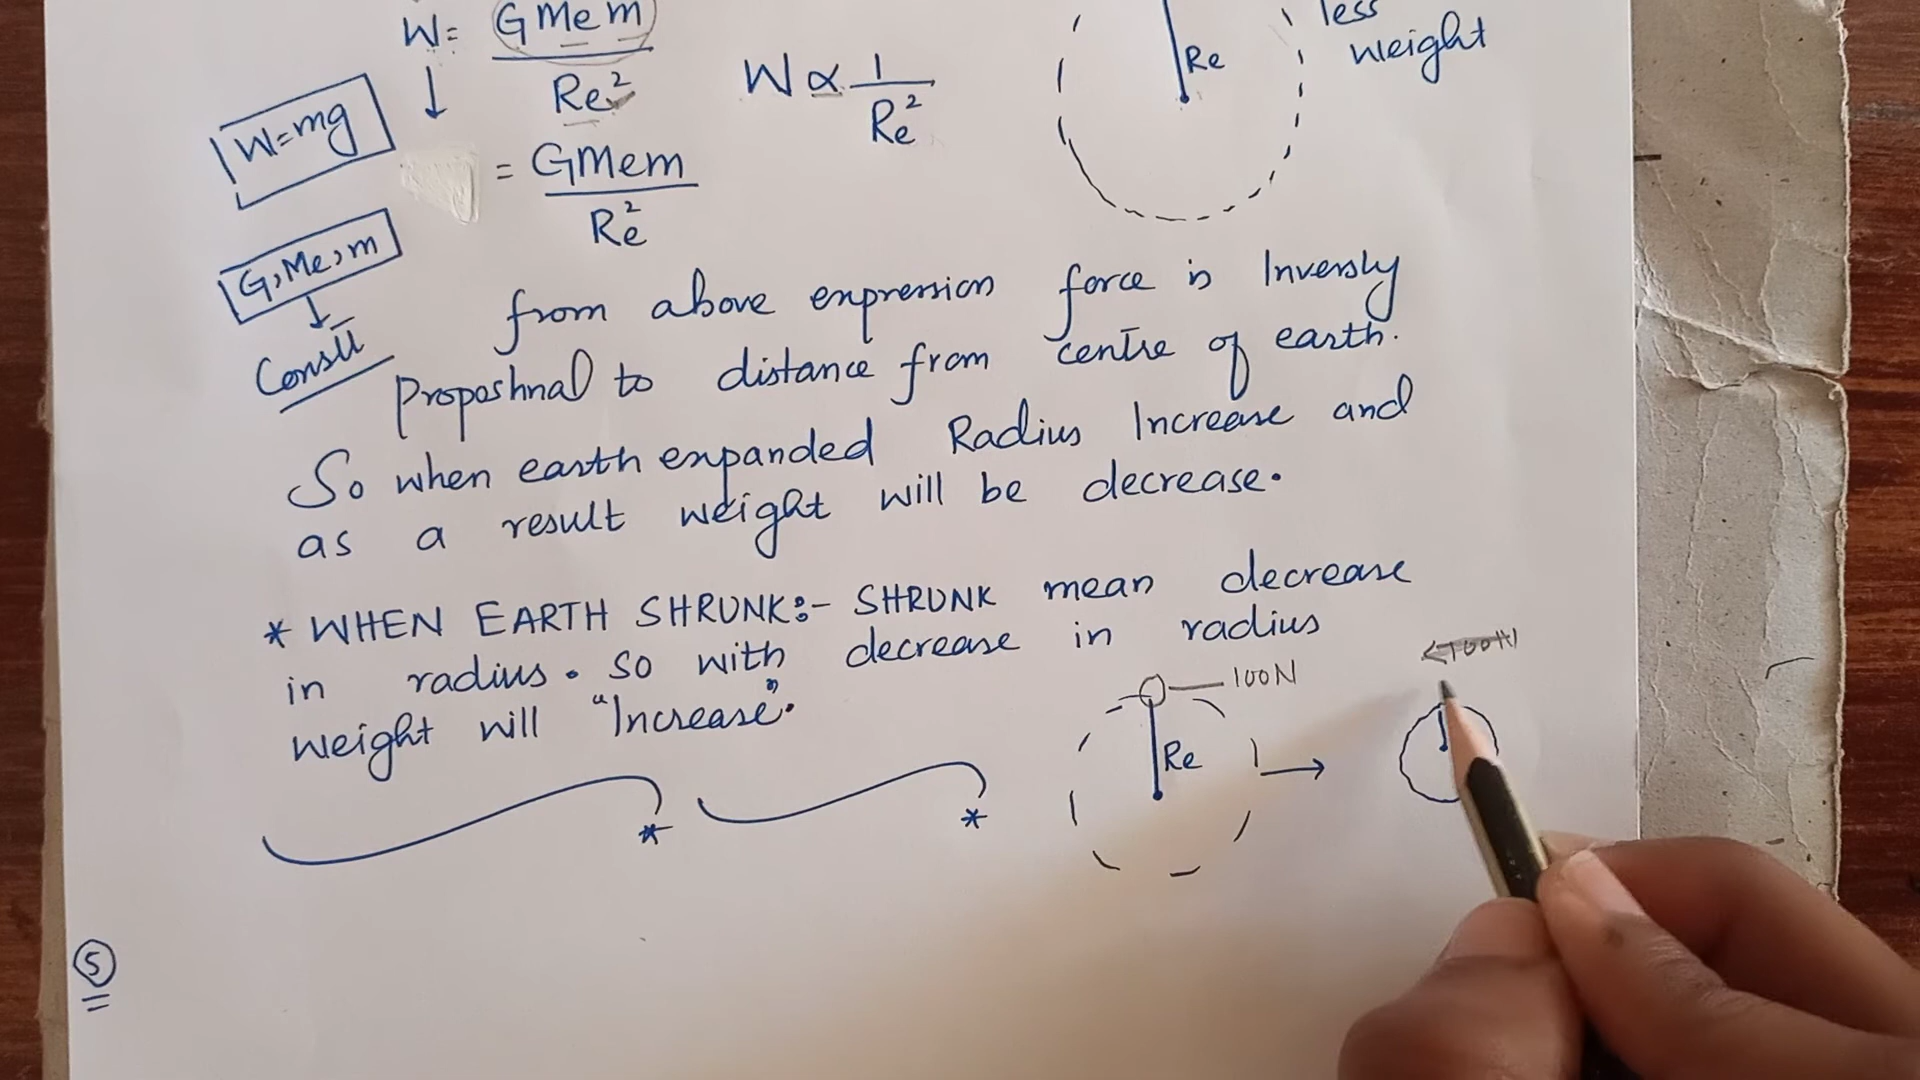 W = GMem / Re²
less
weight
Re
W ∝ 1 / Re²
W=mg
= GMem / Re²
G, Me, m
from above expression force is Inversly
Proposhnal to distance from centre of earth.
So when earth expanded Radius Increase and
as a result weight will be decrease.
* WHEN EARTH SHRUNK:- SHRUNK mean decrease
in radius. So with decrease in radius
weight will "Increase".
100N
Re
5